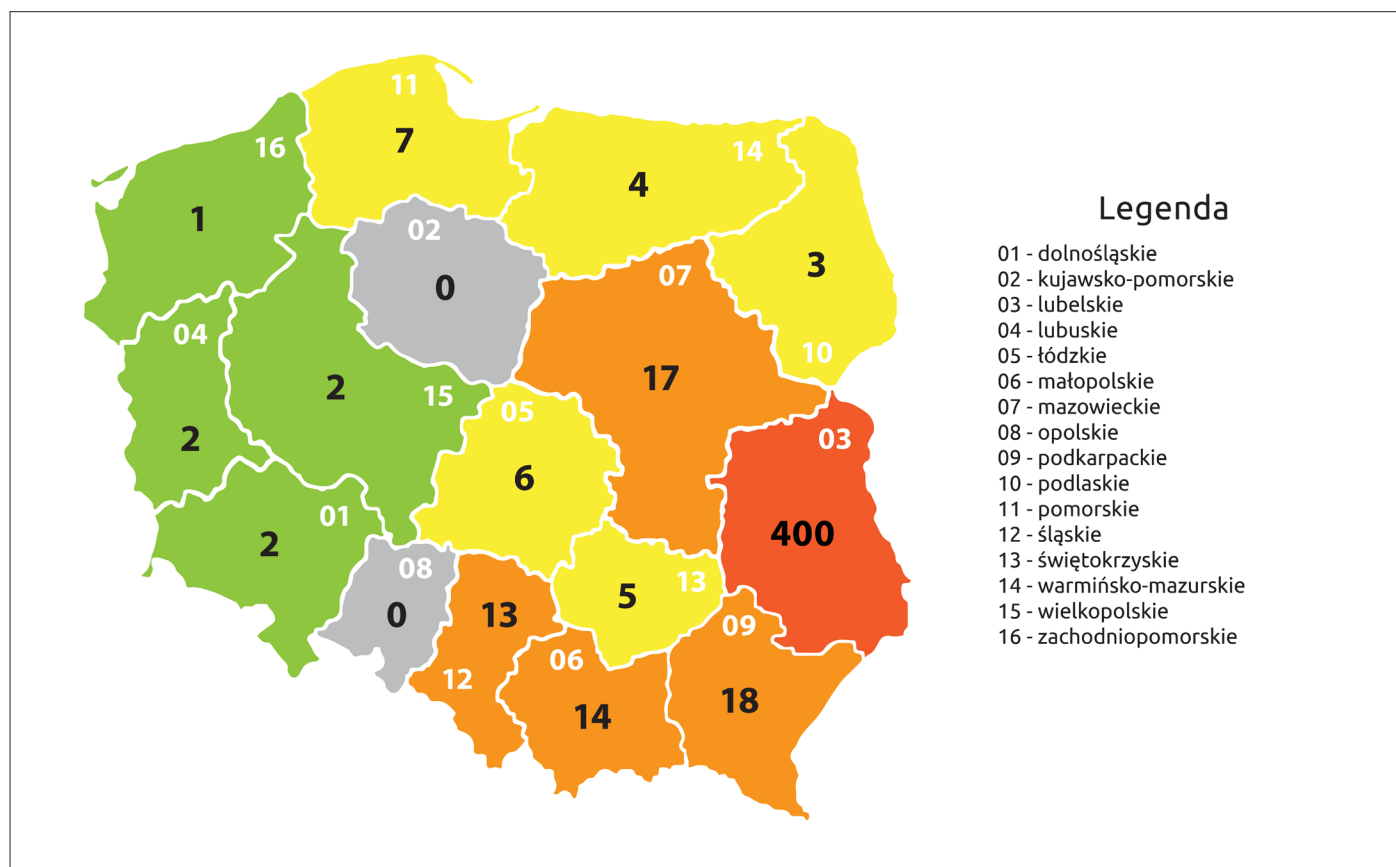 11
7
16
14
4
1
02
0
07
3
04
10
17
2
15
05
03
2
6
01
400
2
08
13
0
13
5
09
06
12
18
14
Legenda
01 - dolnośląskie
02 - kujawsko-pomorskie
03 - lubelskie
04 - lubuskie
05 - łódzkie
06 - małopolskie
07 - mazowieckie
08 - opolskie
09 - podkarpackie
10 - podlaskie
11 - pomorskie
12 - śląskie
13 - świętokrzyskie
14 - warmińsko-mazurskie
15 - wielkopolskie
16 - zachodniopomorskie